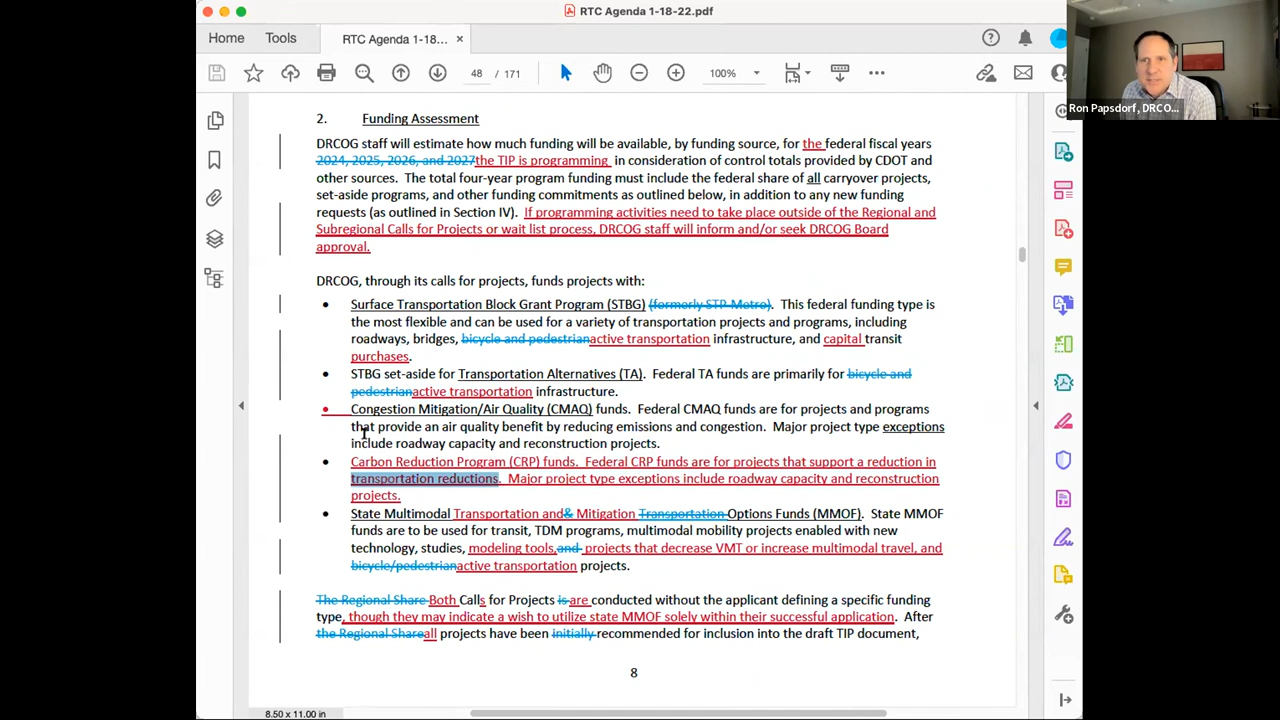 RTC Agenda 1-18-22.pdf
Home Tools RTC Agenda 1-18... ×
48 / 171 100%
Ron Papsdorf, DRCO...
2. Funding Assessment
DRCOG staff will estimate how much funding will be available, by funding source, for the federal fiscal years
2024, 2025, 2026, and 2027the TIP is programming in consideration of control totals provided by CDOT and
other sources. The total four-year program funding must include the federal share of all carryover projects,
set-aside programs, and other funding commitments as outlined below, in addition to any new funding
requests (as outlined in Section IV). If programming activities need to take place outside of the Regional and
Subregional Calls for Projects or wait list process, DRCOG staff will inform and/or seek DRCOG Board
approval.
DRCOG, through its calls for projects, funds projects with:
• Surface Transportation Block Grant Program (STBG) (formerly STP-Metro). This federal funding type is
the most flexible and can be used for a variety of transportation projects and programs, including
roadways, bridges, bicycle and pedestrianactive transportation infrastructure, and capital transit
purchases.
• STBG set-aside for Transportation Alternatives (TA). Federal TA funds are primarily for bicycle and
pedestrianactive transportation infrastructure.
• Congestion Mitigation/Air Quality (CMAQ) funds. Federal CMAQ funds are for projects and programs
that provide an air quality benefit by reducing emissions and congestion. Major project type exceptions
include roadway capacity and reconstruction projects.
• Carbon Reduction Program (CRP) funds. Federal CRP funds are for projects that support a reduction in
transportation reductions. Major project type exceptions include roadway capacity and reconstruction
projects.
• State Multimodal Transportation and& Mitigation Transportation Options Funds (MMOF). State MMOF
funds are to be used for transit, TDM programs, multimodal mobility projects enabled with new
technology, studies, modeling tools,and projects that decrease VMT or increase multimodal travel, and
bicycle/pedestrianactive transportation projects.
The Regional Share Both Calls for Projects is are conducted without the applicant defining a specific funding
type, though they may indicate a wish to utilize state MMOF solely within their successful application. After
the Regional Shareall projects have been initially recommended for inclusion into the draft TIP document,
8
8.50 x 11.00 in